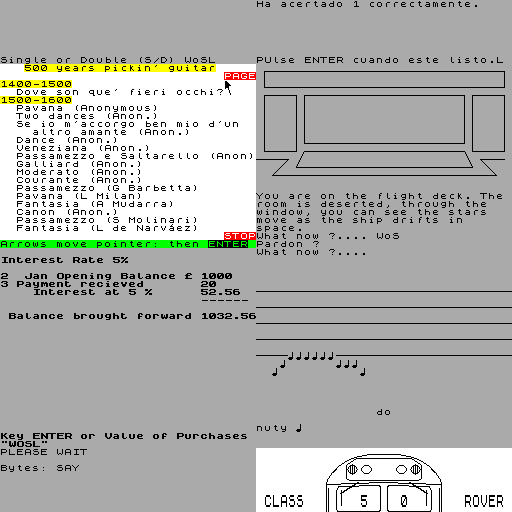 Ha acertado 1 correctamente.
Single or Double (S/D) WoSL
500 years pickin' guitar
PAGE
1400-1500
Dove son que' fieri occhi?
1500-1600
Pavana (Anonymous)
Two dances (Anon.)
Se io m'accorgo ben mio d'un
altro amante (Anon.)
Dance (Anon.)
Veneziana (Anon.)
Passamezzo e Saltarello (Anon)
Galliard (Anon.)
Moderato (Anon.)
Courante (Anon.)
Passamezzo (G Barbetta)
Pavana (L Milan)
Fantasia (A Mudarra)
Canon (Anon.)
Passamezzo (S Molinari)
Fantasia (L de Narváez)
STOP
Arrows move pointer: then ENTER
PUlse ENTER cuando este listo.L
You are on the flight deck. The
room is deserted, through the
window, you can see the stars
move as the ship drifts in
space.
What now ?.... WoS
Pardon ?
What now ?....
Interest Rate 5%
2 Jan Opening Balance £ 1000
3 Payment recieved 20
Interest at 5 % 52.56
------
Balance brought forward 1032.56
Key ENTER or Value of Purchases
"WOSL"
PLEASE WAIT
Bytes: SAY
do
nuty
CLASS 5 0 ROVER